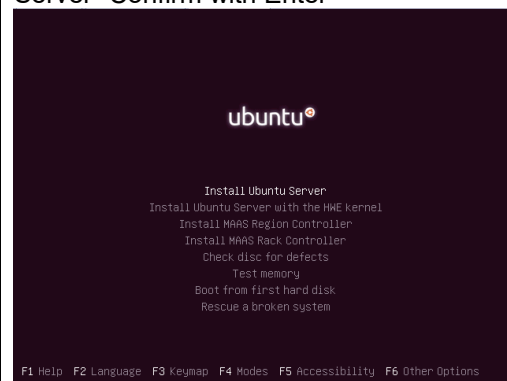 Server" Confirm with Enter
ubuntu
Install Ubuntu Server
Install Ubuntu Server with the HWE kernel
Install MAAS Region Controller
Install MAAS Rack Controller
Check disc for defects
Test memory
Boot from first hard disk
Rescue a broken system
F1 Help F2 Language F3 Keymap F4 Modes F5 Accessibility F6 Other Options